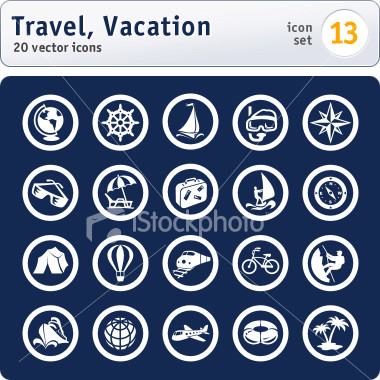 Travel, Vacation
20 vector icons
icon
set
13
iStockphoto